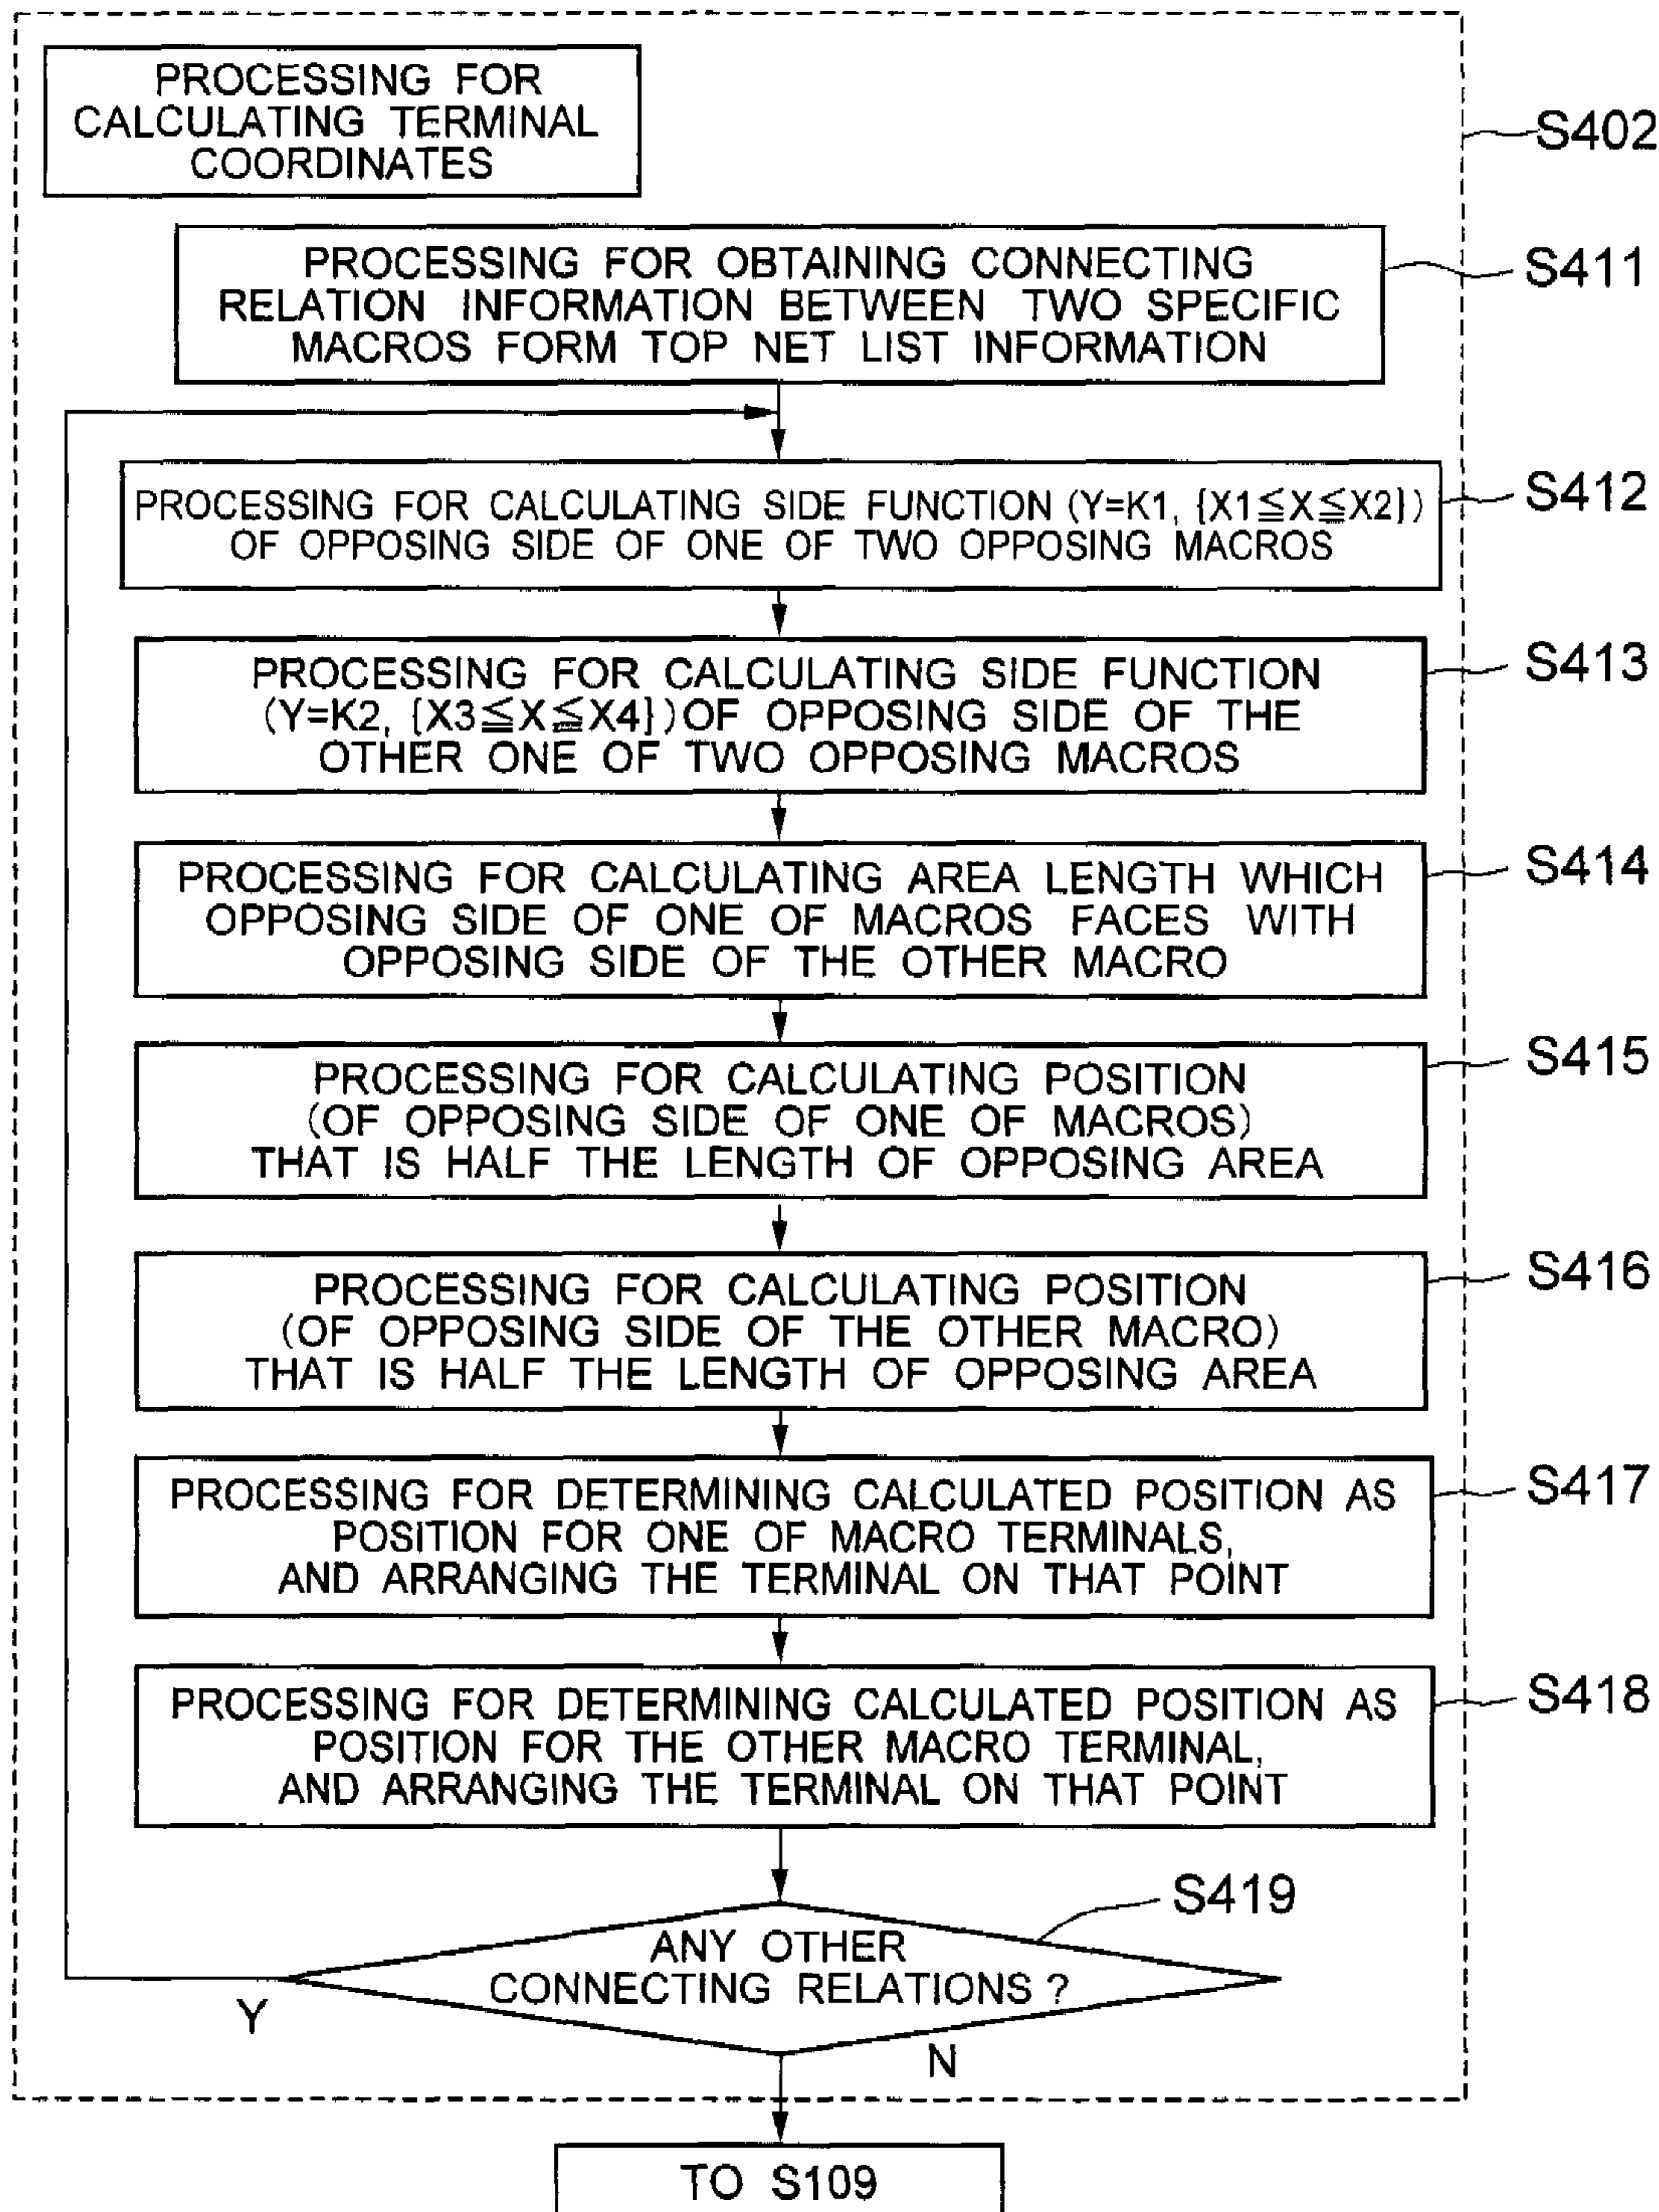 PROCESSING FOR
CALCULATING TERMINAL
COORDINATES
S402
PROCESSING FOR OBTAINING CONNECTING
RELATION INFORMATION BETWEEN TWO SPECIFIC
MACROS FORM TOP NET LIST INFORMATION
S411
PROCESSING FOR CALCULATING SIDE FUNCTION (Y=K1, {X1≦X≦X2})
OF OPPOSING SIDE OF ONE OF TWO OPPOSING MACROS
S412
PROCESSING FOR CALCULATING SIDE FUNCTION
(Y=K2, {X3≦X≦X4}) OF OPPOSING SIDE OF THE
OTHER ONE OF TWO OPPOSING MACROS
S413
PROCESSING FOR CALCULATING AREA LENGTH WHICH
OPPOSING SIDE OF ONE OF MACROS FACES WITH
OPPOSING SIDE OF THE OTHER MACRO
S414
PROCESSING FOR CALCULATING POSITION
(OF OPPOSING SIDE OF ONE OF MACROS)
THAT IS HALF THE LENGTH OF OPPOSING AREA
S415
PROCESSING FOR CALCULATING POSITION
(OF OPPOSING SIDE OF THE OTHER MACRO)
THAT IS HALF THE LENGTH OF OPPOSING AREA
S416
PROCESSING FOR DETERMINING CALCULATED POSITION AS
POSITION FOR ONE OF MACRO TERMINALS,
AND ARRANGING THE TERMINAL ON THAT POINT
S417
PROCESSING FOR DETERMINING CALCULATED POSITION AS
POSITION FOR THE OTHER MACRO TERMINAL,
AND ARRANGING THE TERMINAL ON THAT POINT
S418
S419
ANY OTHER
CONNECTING RELATIONS ?
Y
N
TO S109